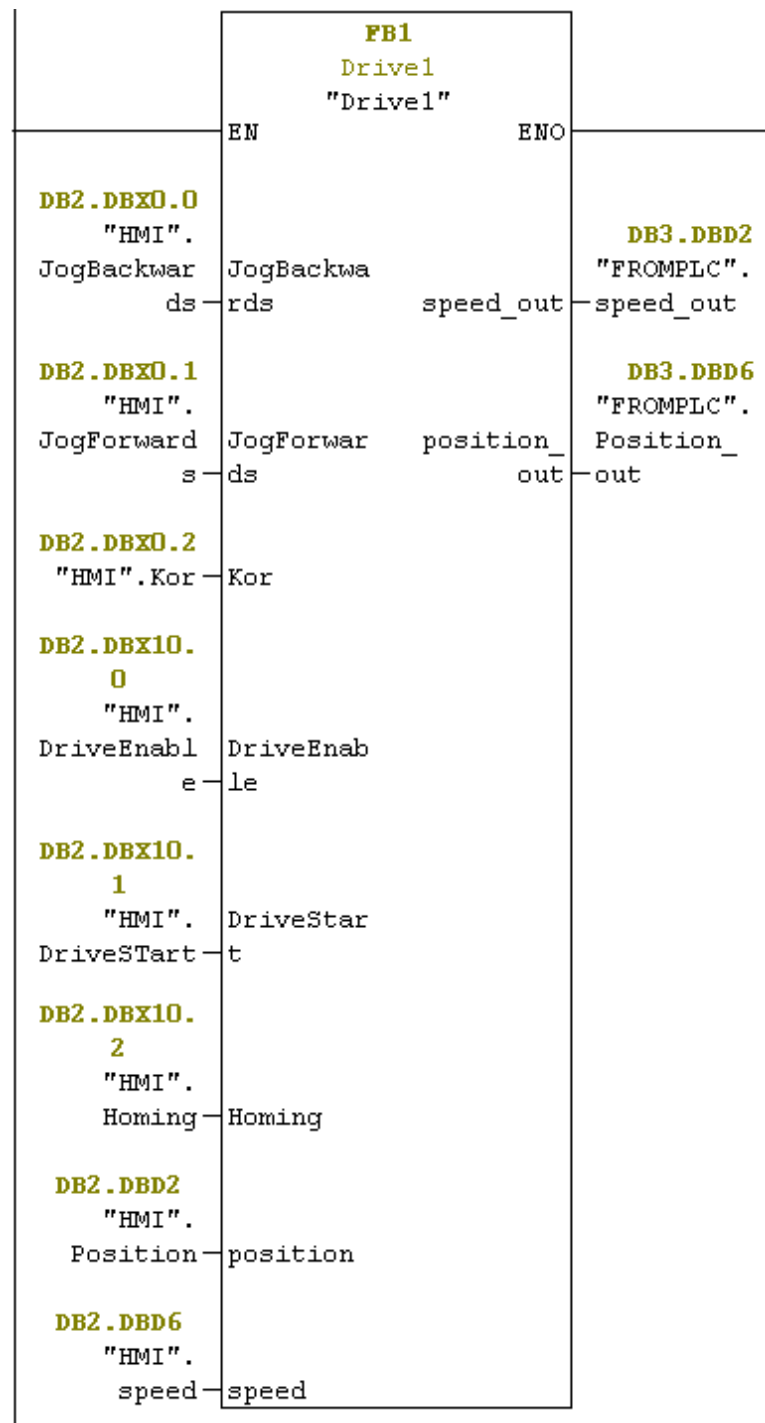 FB1
Drive1
"Drive1"
EN ENO
DB2.DBX0.0
"HMI". DB3.DBD2
JogBackwar JogBackwa "FROMPLC".
ds rds speed_out speed_out
DB2.DBX0.1 DB3.DBD6
"HMI". "FROMPLC".
JogForward JogForwar position_ Position_
s ds out out
DB2.DBX0.2
"HMI".Kor Kor
DB2.DBX10.
0
"HMI".
DriveEnabl DriveEnab
e le
DB2.DBX10.
1
"HMI". DriveStar
DriveSTart t
DB2.DBX10.
2
"HMI".
Homing Homing
DB2.DBD2
"HMI".
Position position
DB2.DBD6
"HMI".
speed speed